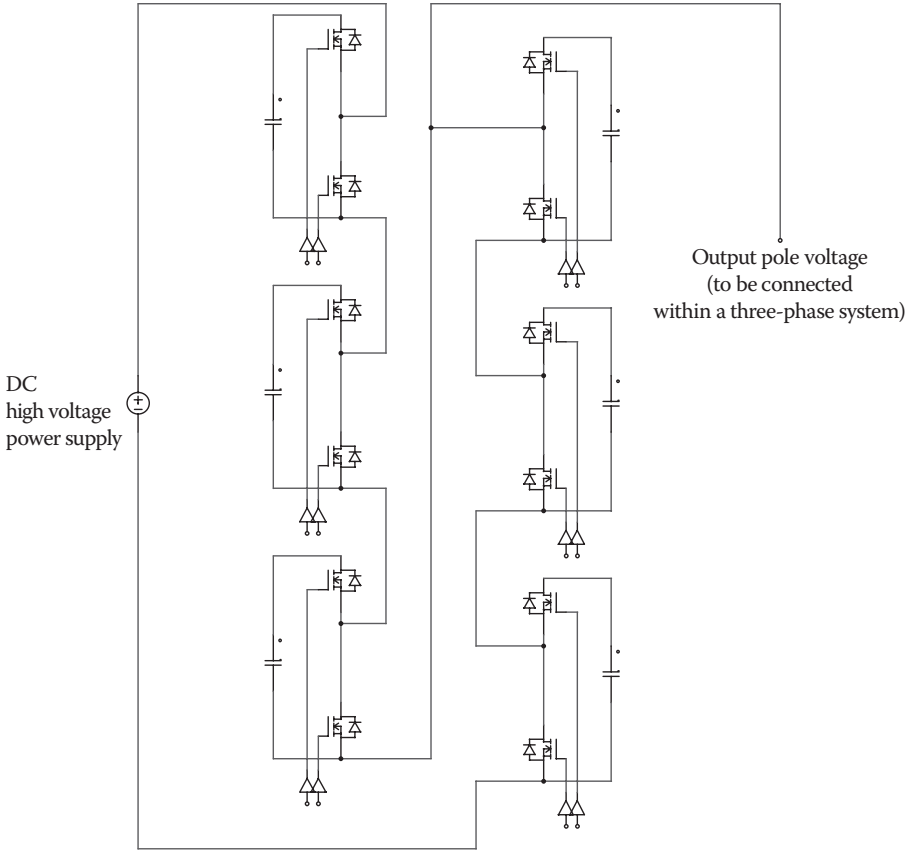 DC
high voltage
power supply
Output pole voltage
(to be connected
within a three-phase system)